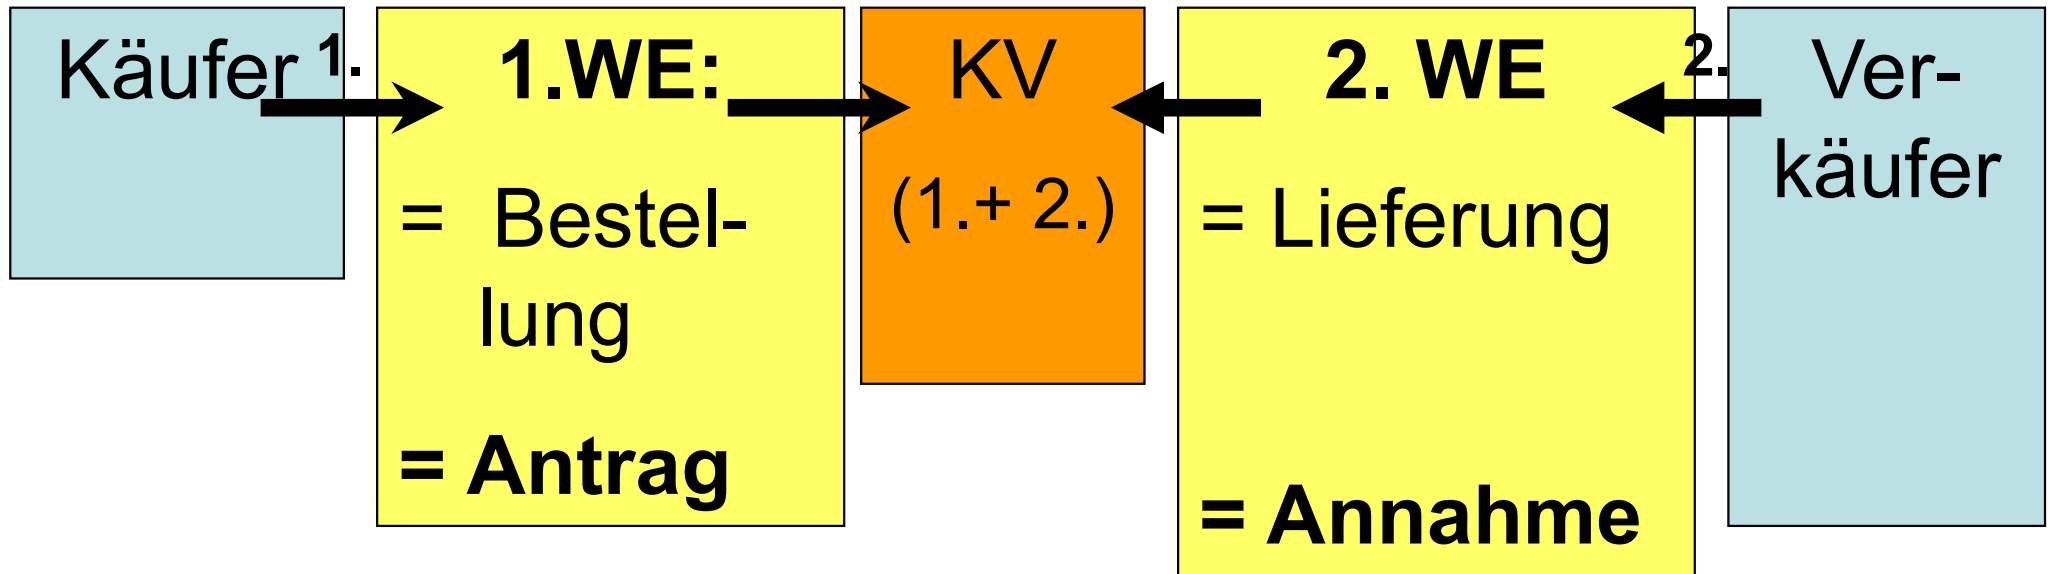 Käufer
1.
1.WE:
= Bestel-
lung
= Antrag
KV
(1.+ 2.)
2. WE
= Lieferung
= Annahme
2.
Ver-
käufer